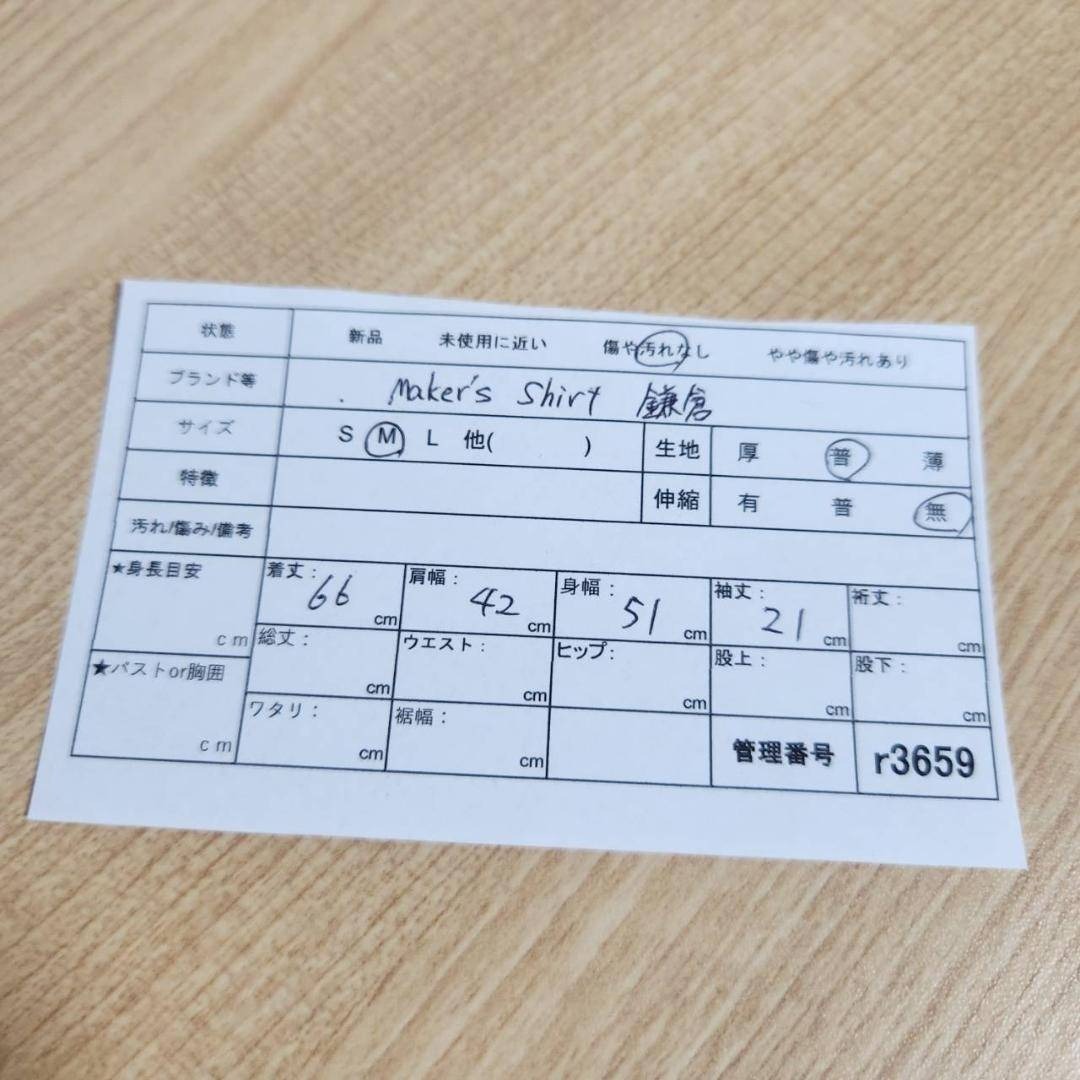 状態 新品 未使用に近い 傷や汚れなし やや傷や汚れあり
ブランド等 Maker's Shirt 鎌倉
サイズ S M L 他( ) 生地 厚 普 薄
特徴 伸縮 有 普 無
汚れ/傷み/備考
★身長目安 cm 着丈: 66 cm 肩幅: 42 cm 身幅: 51 cm 袖丈: 21 cm 裄丈: cm
総丈: cm ウエスト: cm ヒップ: cm 股上: cm 股下: cm
★バストor胸囲 cm ワタリ: cm 裾幅: cm 管理番号 r3659